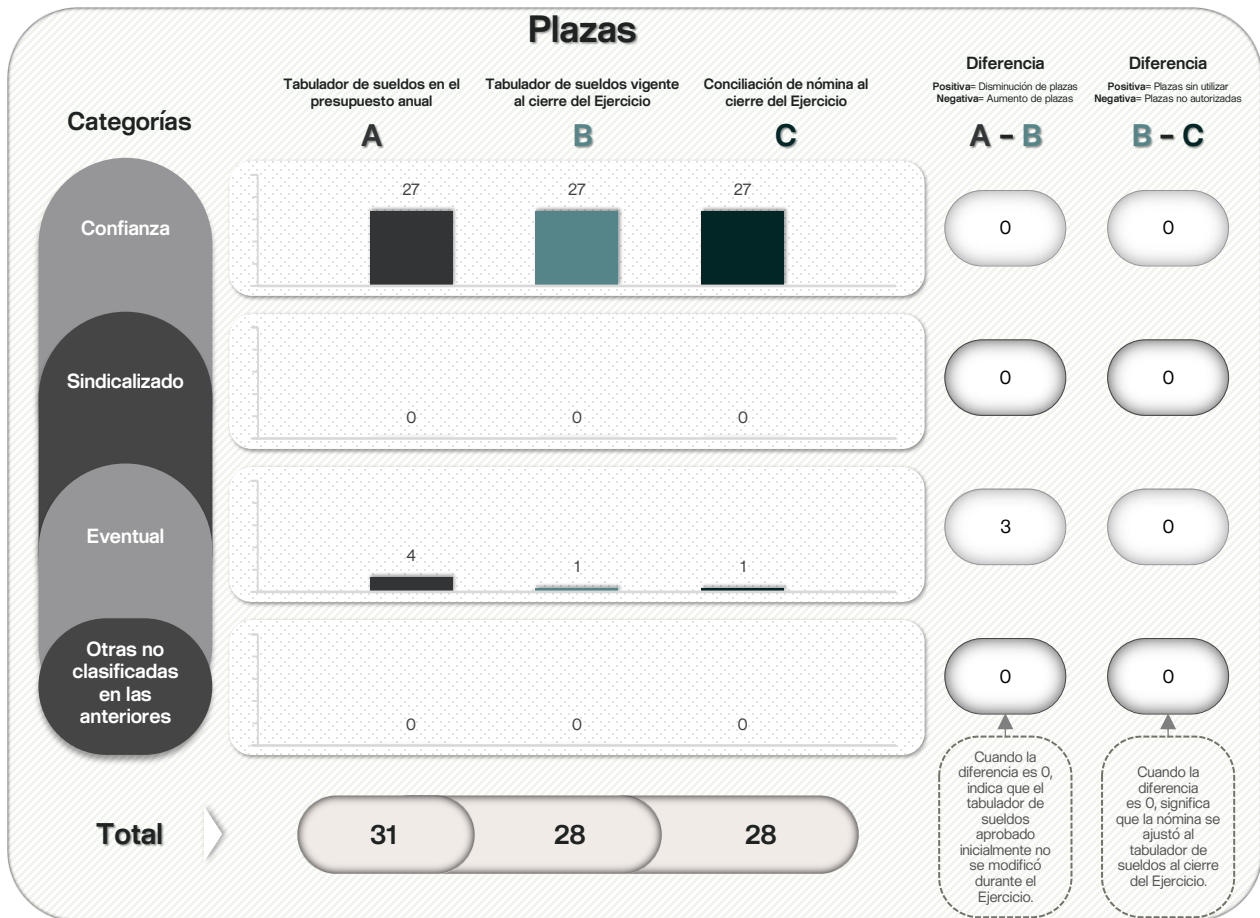 Plazas
Categorías
Tabulador de sueldos en el
presupuesto anual
A
Tabulador de sueldos vigente
al cierre del Ejercicio
B
Conciliación de nómina al
cierre del Ejercicio
C
Diferencia
Positiva= Disminución de plazas
Negativa= Aumento de plazas
A - B
Diferencia
Positiva= Plazas sin utilizar
Negativa= Plazas no autorizadas
B - C
Confianza
27
27
27
0
0
Sindicalizado
0
0
0
0
0
Eventual
4
1
1
3
0
Otras no
clasificadas
en las
anteriores
0
0
0
0
0
Total
31
28
28
Cuando la
diferencia es 0,
indica que el
tabulador de
sueldos
aprobado
inicialmente no
se modificó
durante el
Ejercicio.
Cuando la
diferencia
es 0, significa
que la nómina se
ajustó al
tabulador de
sueldos al cierre
del Ejercicio.